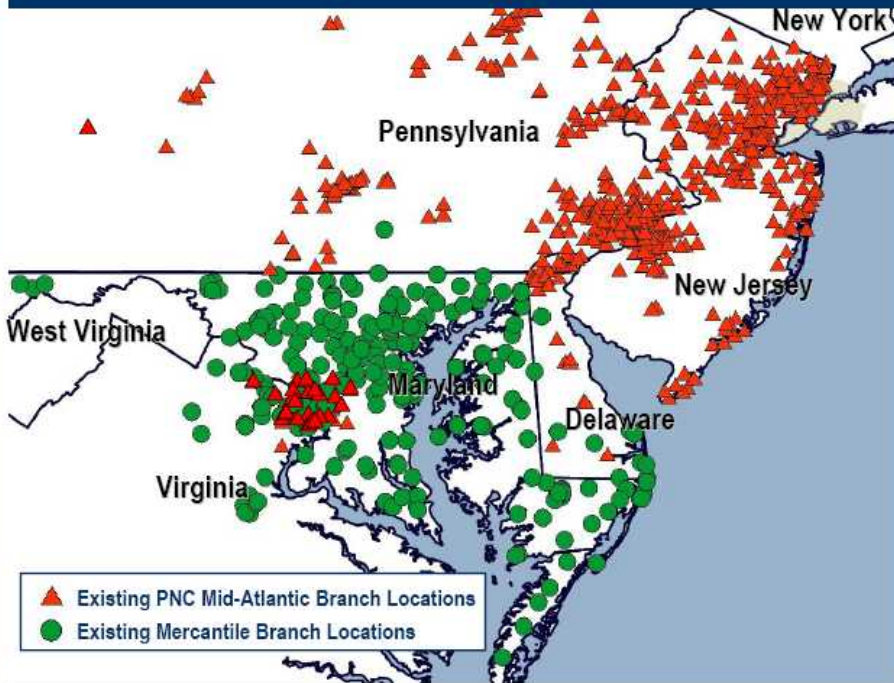 New York
Pennsylvania
New Jersey
West Virginia
Maryland
Delaware
Virginia
Existing PNC Mid-Atlantic Branch Locations
Existing Mercantile Branch Locations